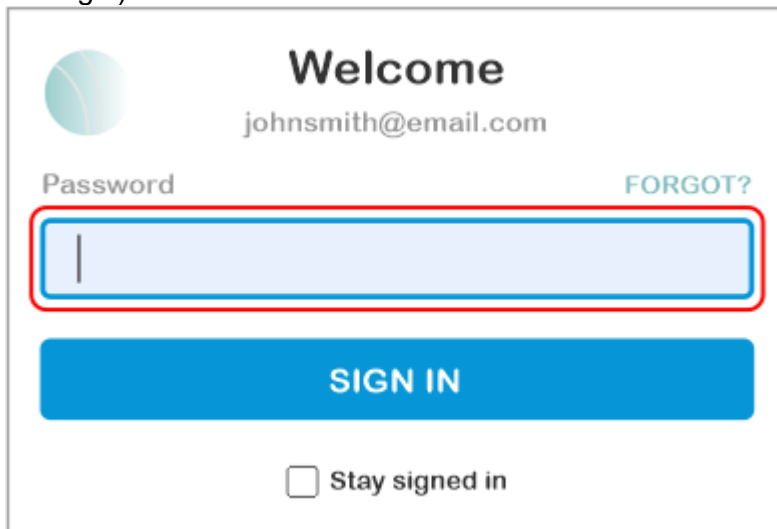 Welcome
johnsmith@email.com
Password FORGOT?
SIGN IN
Stay signed in